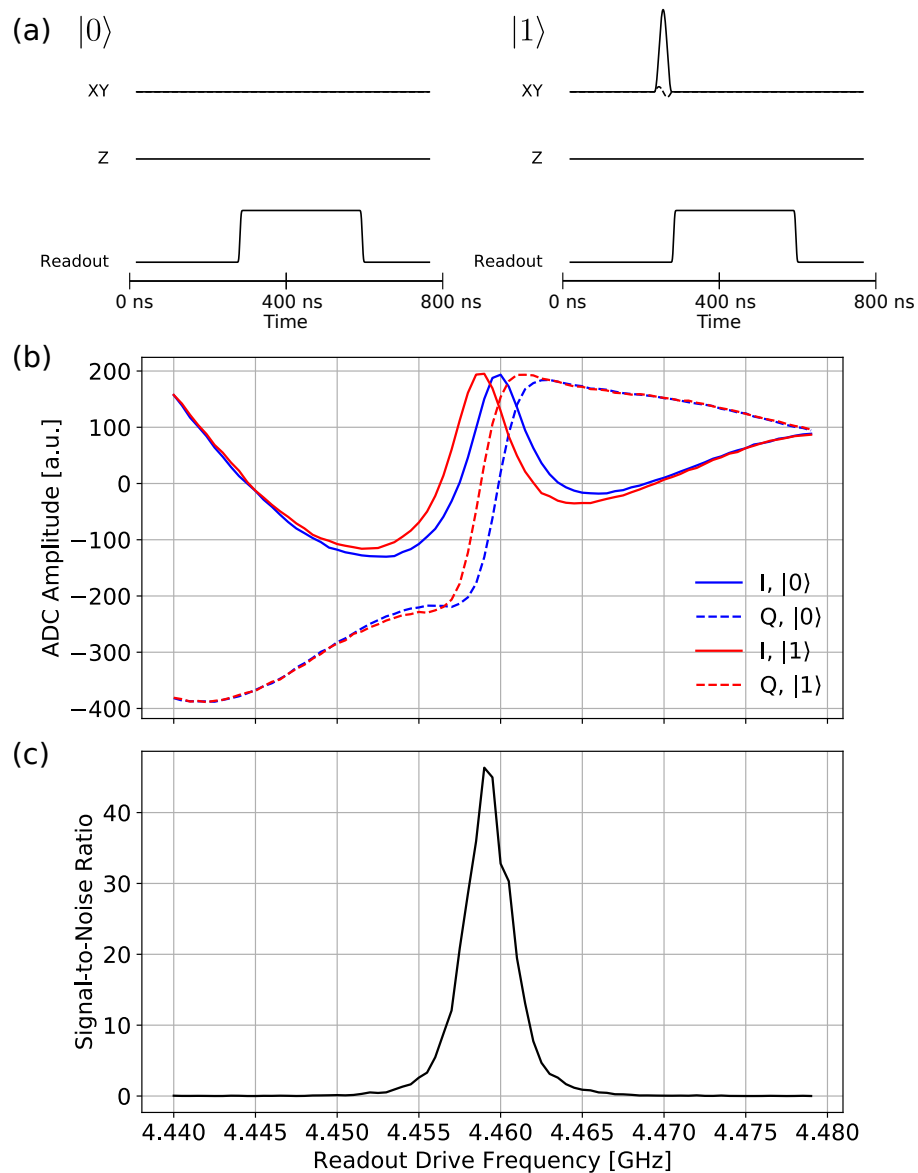 (a) |0⟩ |1⟩
XY XY
Z Z
Readout Readout
0 ns 400 ns 800 ns 0 ns 400 ns 800 ns
Time Time
(b)
ADC Amplitude [a.u.]
200
100
0
−100
−200
−300
−400
I, |0⟩
Q, |0⟩
I, |1⟩
Q, |1⟩
(c)
Signal-to-Noise Ratio
40
30
20
10
0
4.440 4.445 4.450 4.455 4.460 4.465 4.470 4.475 4.480
Readout Drive Frequency [GHz]